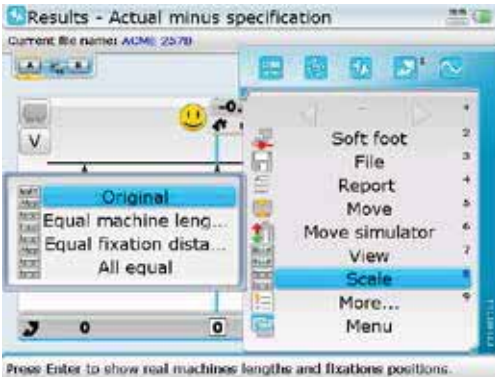 Results - Actual minus specification
Current file name: ACME 2570
A B
-0.
V
Soft foot 2
File 3
Report 4
Move 5
Move simulator 6
View 7
Scale 8
More... 9
Menu
Original
Equal machine leng...
Equal fixation dista...
All equal
0 0
Press Enter to show real machines lengths and fixations positions.